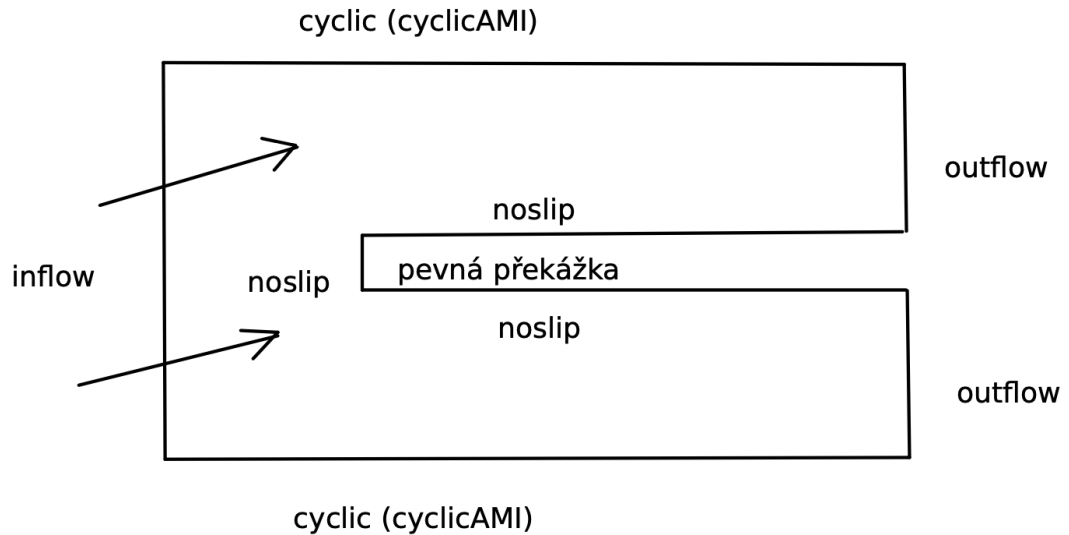 cyclic (cyclicAMI)
outflow
noslip
inflow
noslip
pevná překážka
noslip
outflow
cyclic (cyclicAMI)